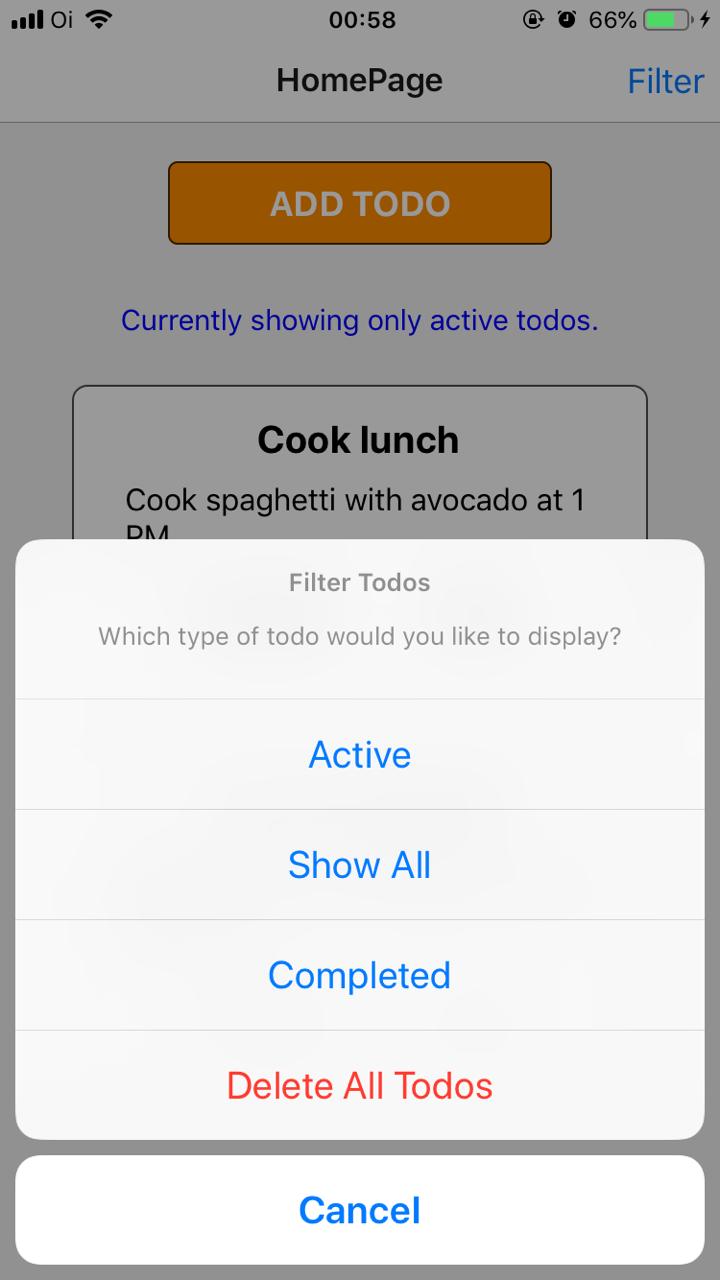 Oi 00:58 66%
HomePage Filter
ADD TODO
Currently showing only active todos.
Cook lunch
Cook spaghetti with avocado at 1
PM
Filter Todos
Which type of todo would you like to display?
Active
Show All
Completed
Delete All Todos
Cancel